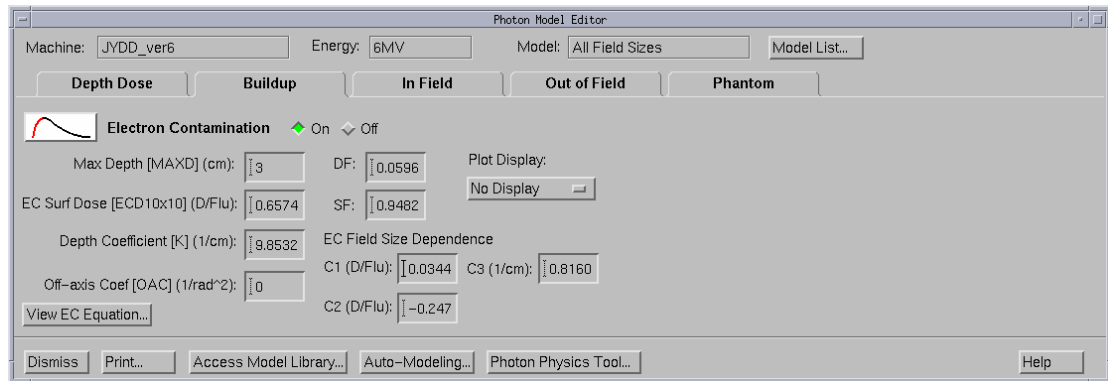 Photon Model Editor
Machine: JYDD_ver6 Energy: 6MV Model: All Field Sizes Model List...
Depth Dose Buildup In Field Out of Field Phantom
Electron Contamination On Off
Max Depth [MAXD] (cm): 3 DF: 0.0596 Plot Display:
No Display
EC Surf Dose [ECD10x10] (D/Flu): 0.6574 SF: 0.9482
Depth Coefficient [K] (1/cm): 9.8532 EC Field Size Dependence
C1 (D/Flu): 0.0344 C3 (1/cm): 0.8160
Off-axis Coef [OAC] (1/rad^2): 0
C2 (D/Flu): -0.247
View EC Equation...
Dismiss Print... Access Model Library... Auto-Modeling... Photon Physics Tool... Help